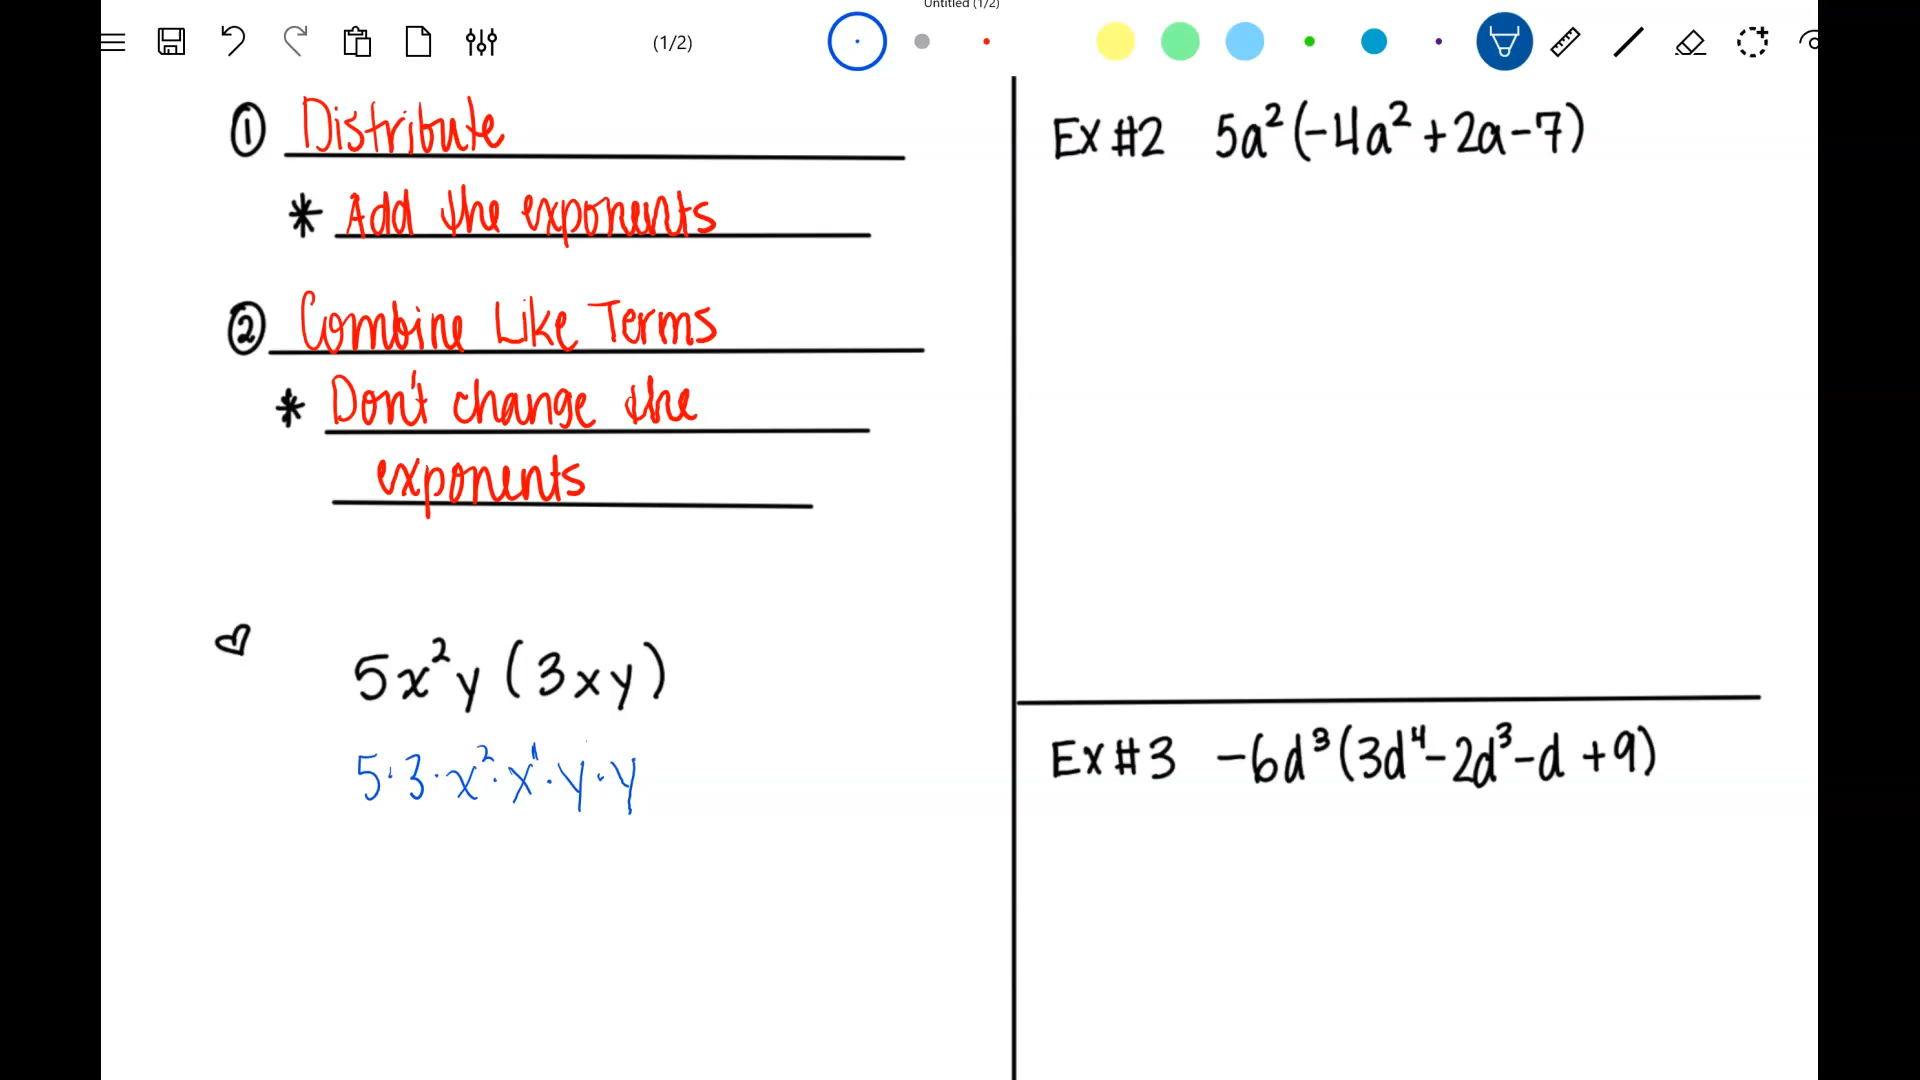 Untitled (1/2)
(1/2)
① Distribute
* Add the exponents
② Combine Like Terms
* Don't change the
exponents
5x²y (3xy)
5·3·x²·x¹·y·y
Ex #2 5a²(-4a² +2a-7)
Ex #3 -6d³(3d⁴-2d³-d +9)